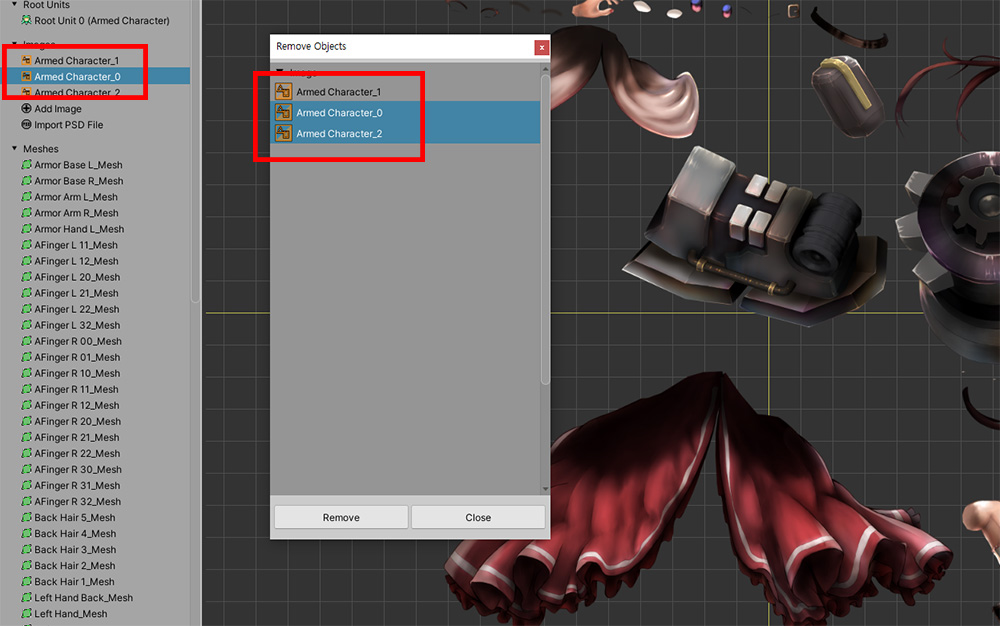 Root Units
Root Unit 0 (Armed Character)
Images
Armed Character_1
Armed Character_0
Armed Character_2
Add Image
Import PSD File
Meshes
Armor Base L_Mesh
Armor Base R_Mesh
Armor Arm L_Mesh
Armor Arm R_Mesh
Armor Hand L_Mesh
AFinger L 11_Mesh
AFinger L 12_Mesh
AFinger L 20_Mesh
AFinger L 21_Mesh
AFinger L 22_Mesh
AFinger L 32_Mesh
AFinger R 00_Mesh
AFinger R 01_Mesh
AFinger R 10_Mesh
AFinger R 11_Mesh
AFinger R 12_Mesh
AFinger R 20_Mesh
AFinger R 21_Mesh
AFinger R 22_Mesh
AFinger R 30_Mesh
AFinger R 31_Mesh
AFinger R 32_Mesh
Back Hair 5_Mesh
Back Hair 4_Mesh
Back Hair 3_Mesh
Back Hair 2_Mesh
Back Hair 1_Mesh
Left Hand Back_Mesh
Left Hand_Mesh
Remove Objects
x
Image
Armed Character_1
Armed Character_0
Armed Character_2
Remove
Close